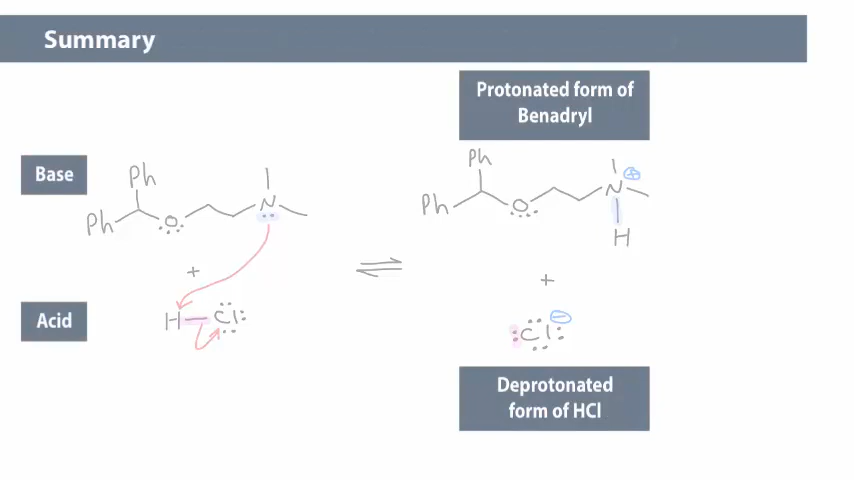 Summary
Protonated form of
Benadryl
Base
Ph
Ph
O
N
Ph
Ph
O
N
⊕
H
+
+
Acid
H
Cl
Cl
⊖
Deprotonated
form of HCl